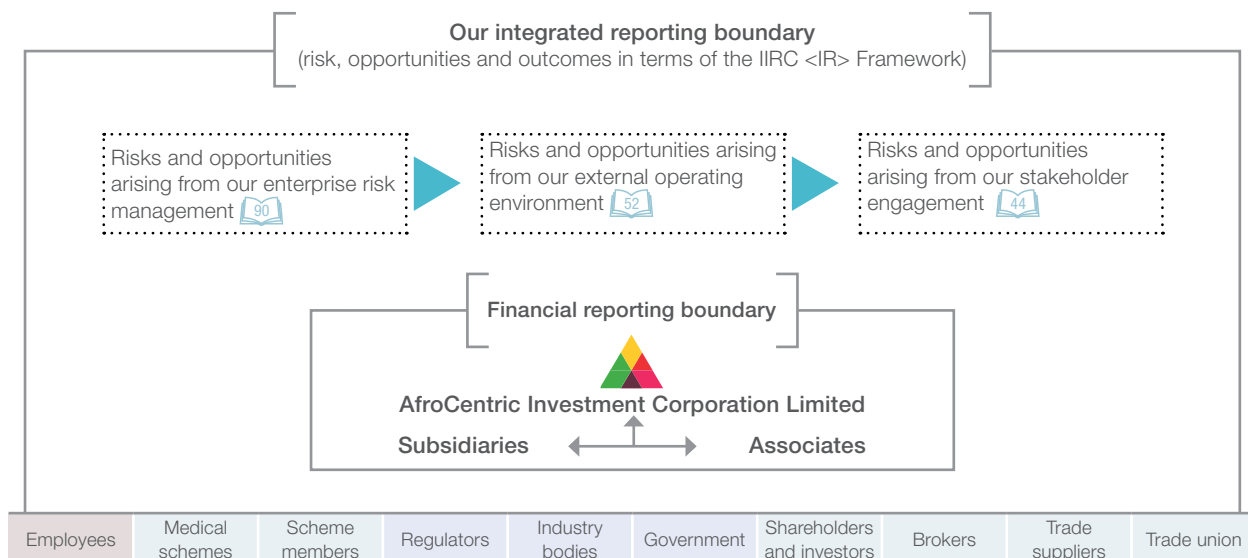 Our integrated reporting boundary
(risk, opportunities and outcomes in terms of the IIRC <IR> Framework)
Risks and opportunities
arising from our enterprise risk
management 90
Risks and opportunities arising
from our external operating
environment 52
Risks and opportunities
arising from our stakeholder
engagement 44
Financial reporting boundary
AfroCentric Investment Corporation Limited
Subsidiaries
Associates
Employees
Medical
schemes
Scheme
members
Regulators
Industry
bodies
Government
Shareholders
and investors
Brokers
Trade
suppliers
Trade union